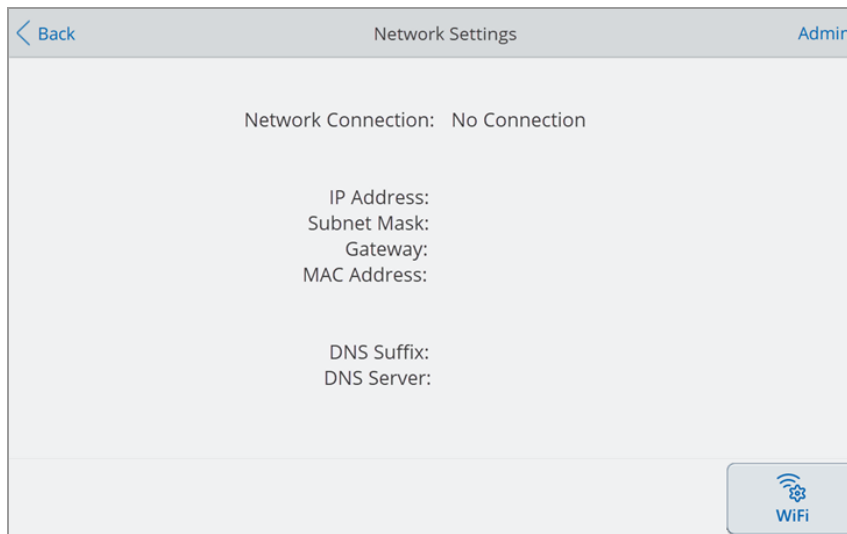 Back Network Settings Admin
Network Connection: No Connection
IP Address:
Subnet Mask:
Gateway:
MAC Address:
DNS Suffix:
DNS Server:
WiFi